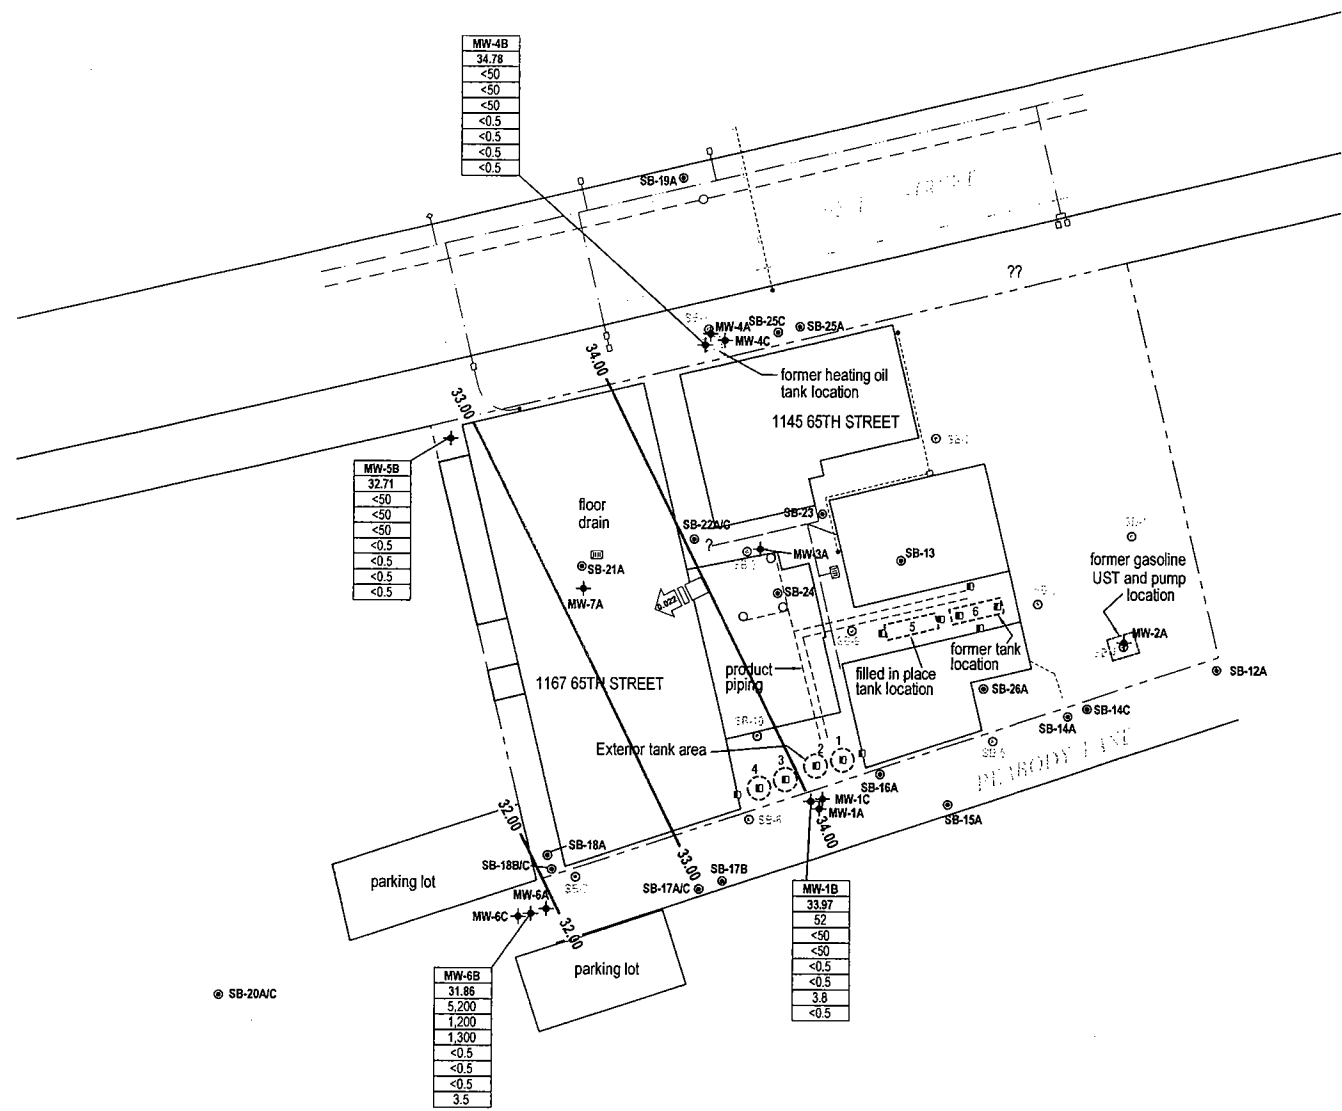 MW-4B
34.78
<50
<50
<50
<0.5
<0.5
<0.5
<0.5
SB-19A
STREET
??
MW-4A
SB-25C
SB-25A
MW-4C
34.00
former heating oil
tank location
33.00
1145 65TH STREET
MW-5B
32.71
<50
<50
<50
<0.5
<0.5
<0.5
<0.5
floor
drain
SB-22A/C
SB-23
?
MW-3A
SB-13
former gasoline
UST and pump
location
SB-21A
MW-7A
0.022
SB-24
5
6
MW-2A
former tank
location
product
piping
filled in place
tank location
1167 65TH STREET
SB-12A
SB-26A
SB-14C
SB-14A
SB-10
PEABODY LANE
Exterior tank area
1
2
3
4
SB-16A
MW-1C
MW-1A
SB-15A
SB-6
34.00
32.00
SB-18A
SB-18B/C
33.00
SB-17B
SB-17A/C
parking lot
MW-6A
MW-6C
32.00
MW-1B
33.97
52
<50
<50
<0.5
<0.5
3.8
<0.5
parking lot
MW-6B
31.86
5,200
1,200
1,300
<0.5
<0.5
<0.5
3.5
SB-20A/C